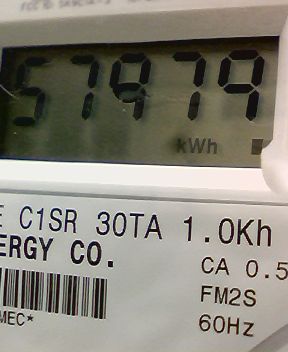 57979
kWh
E C1SR 30TA 1.0Kh
ERGY CO.
CA 0.5
FM2S
MEC*
60Hz